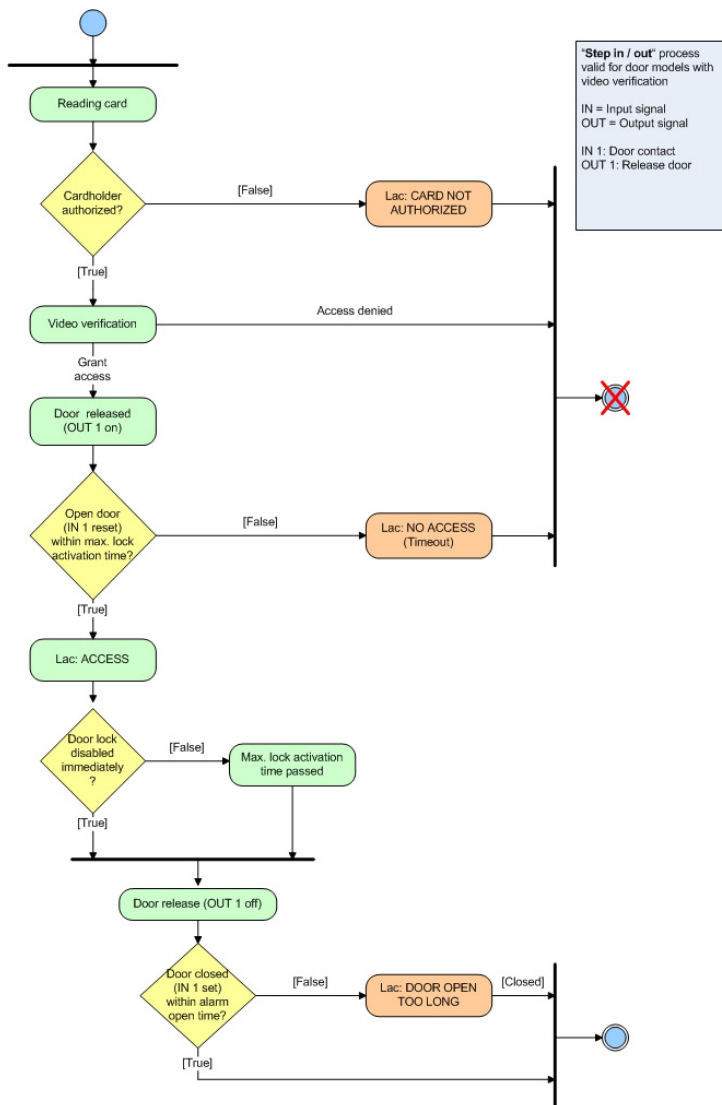 "Step in / out" process
valid for door models with
video verification
IN = Input signal
OUT = Output signal
IN 1: Door contact
OUT 1: Release door
Reading card
Cardholder
authorized?
[False]
Lac: CARD NOT
AUTHORIZED
[True]
Video verification
Access denied
Grant
access
Door released
(OUT 1 on)
Open door
(IN 1 reset)
within max. lock
activation time?
[False]
Lac: NO ACCESS
(Timeout)
[True]
Lac: ACCESS
Door lock
disabled
immediately
?
[False]
Max. lock activation
time passed
[True]
Door release (OUT 1 off)
Door closed
(IN 1 set)
within alarm
open time?
[False]
Lac: DOOR OPEN
TOO LONG
[Closed]
[True]